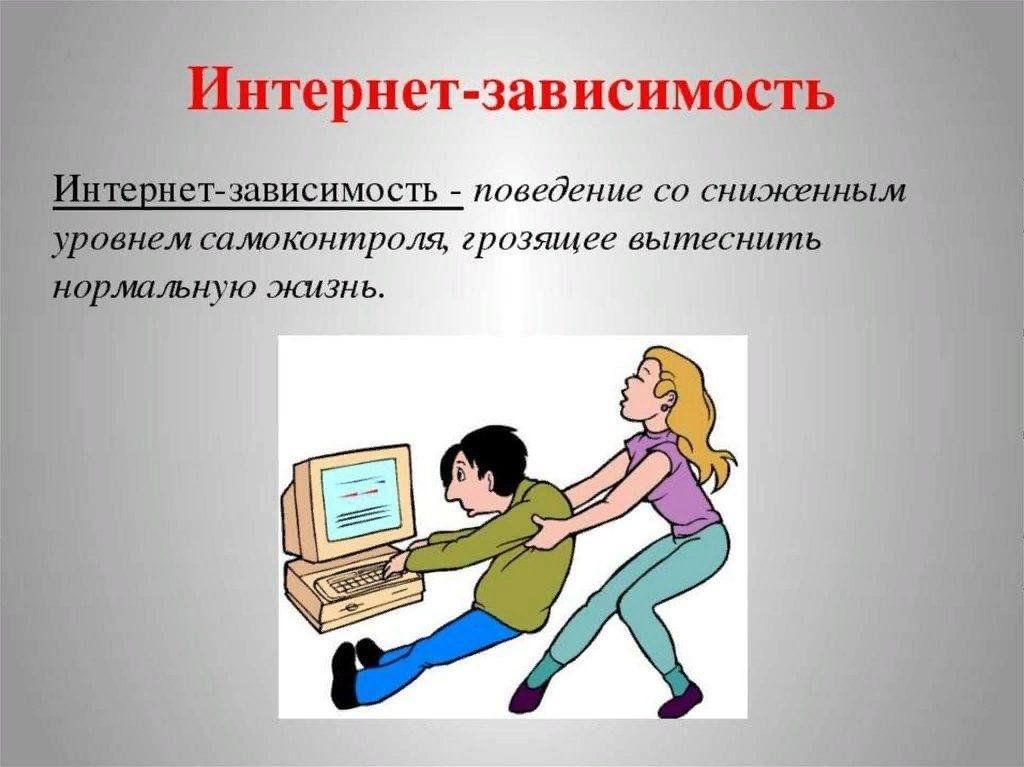 Интернет-зависимость
Интернет-зависимость - поведение со сниженным
уровнем самоконтроля, грозящее вытеснить
нормальную жизнь.